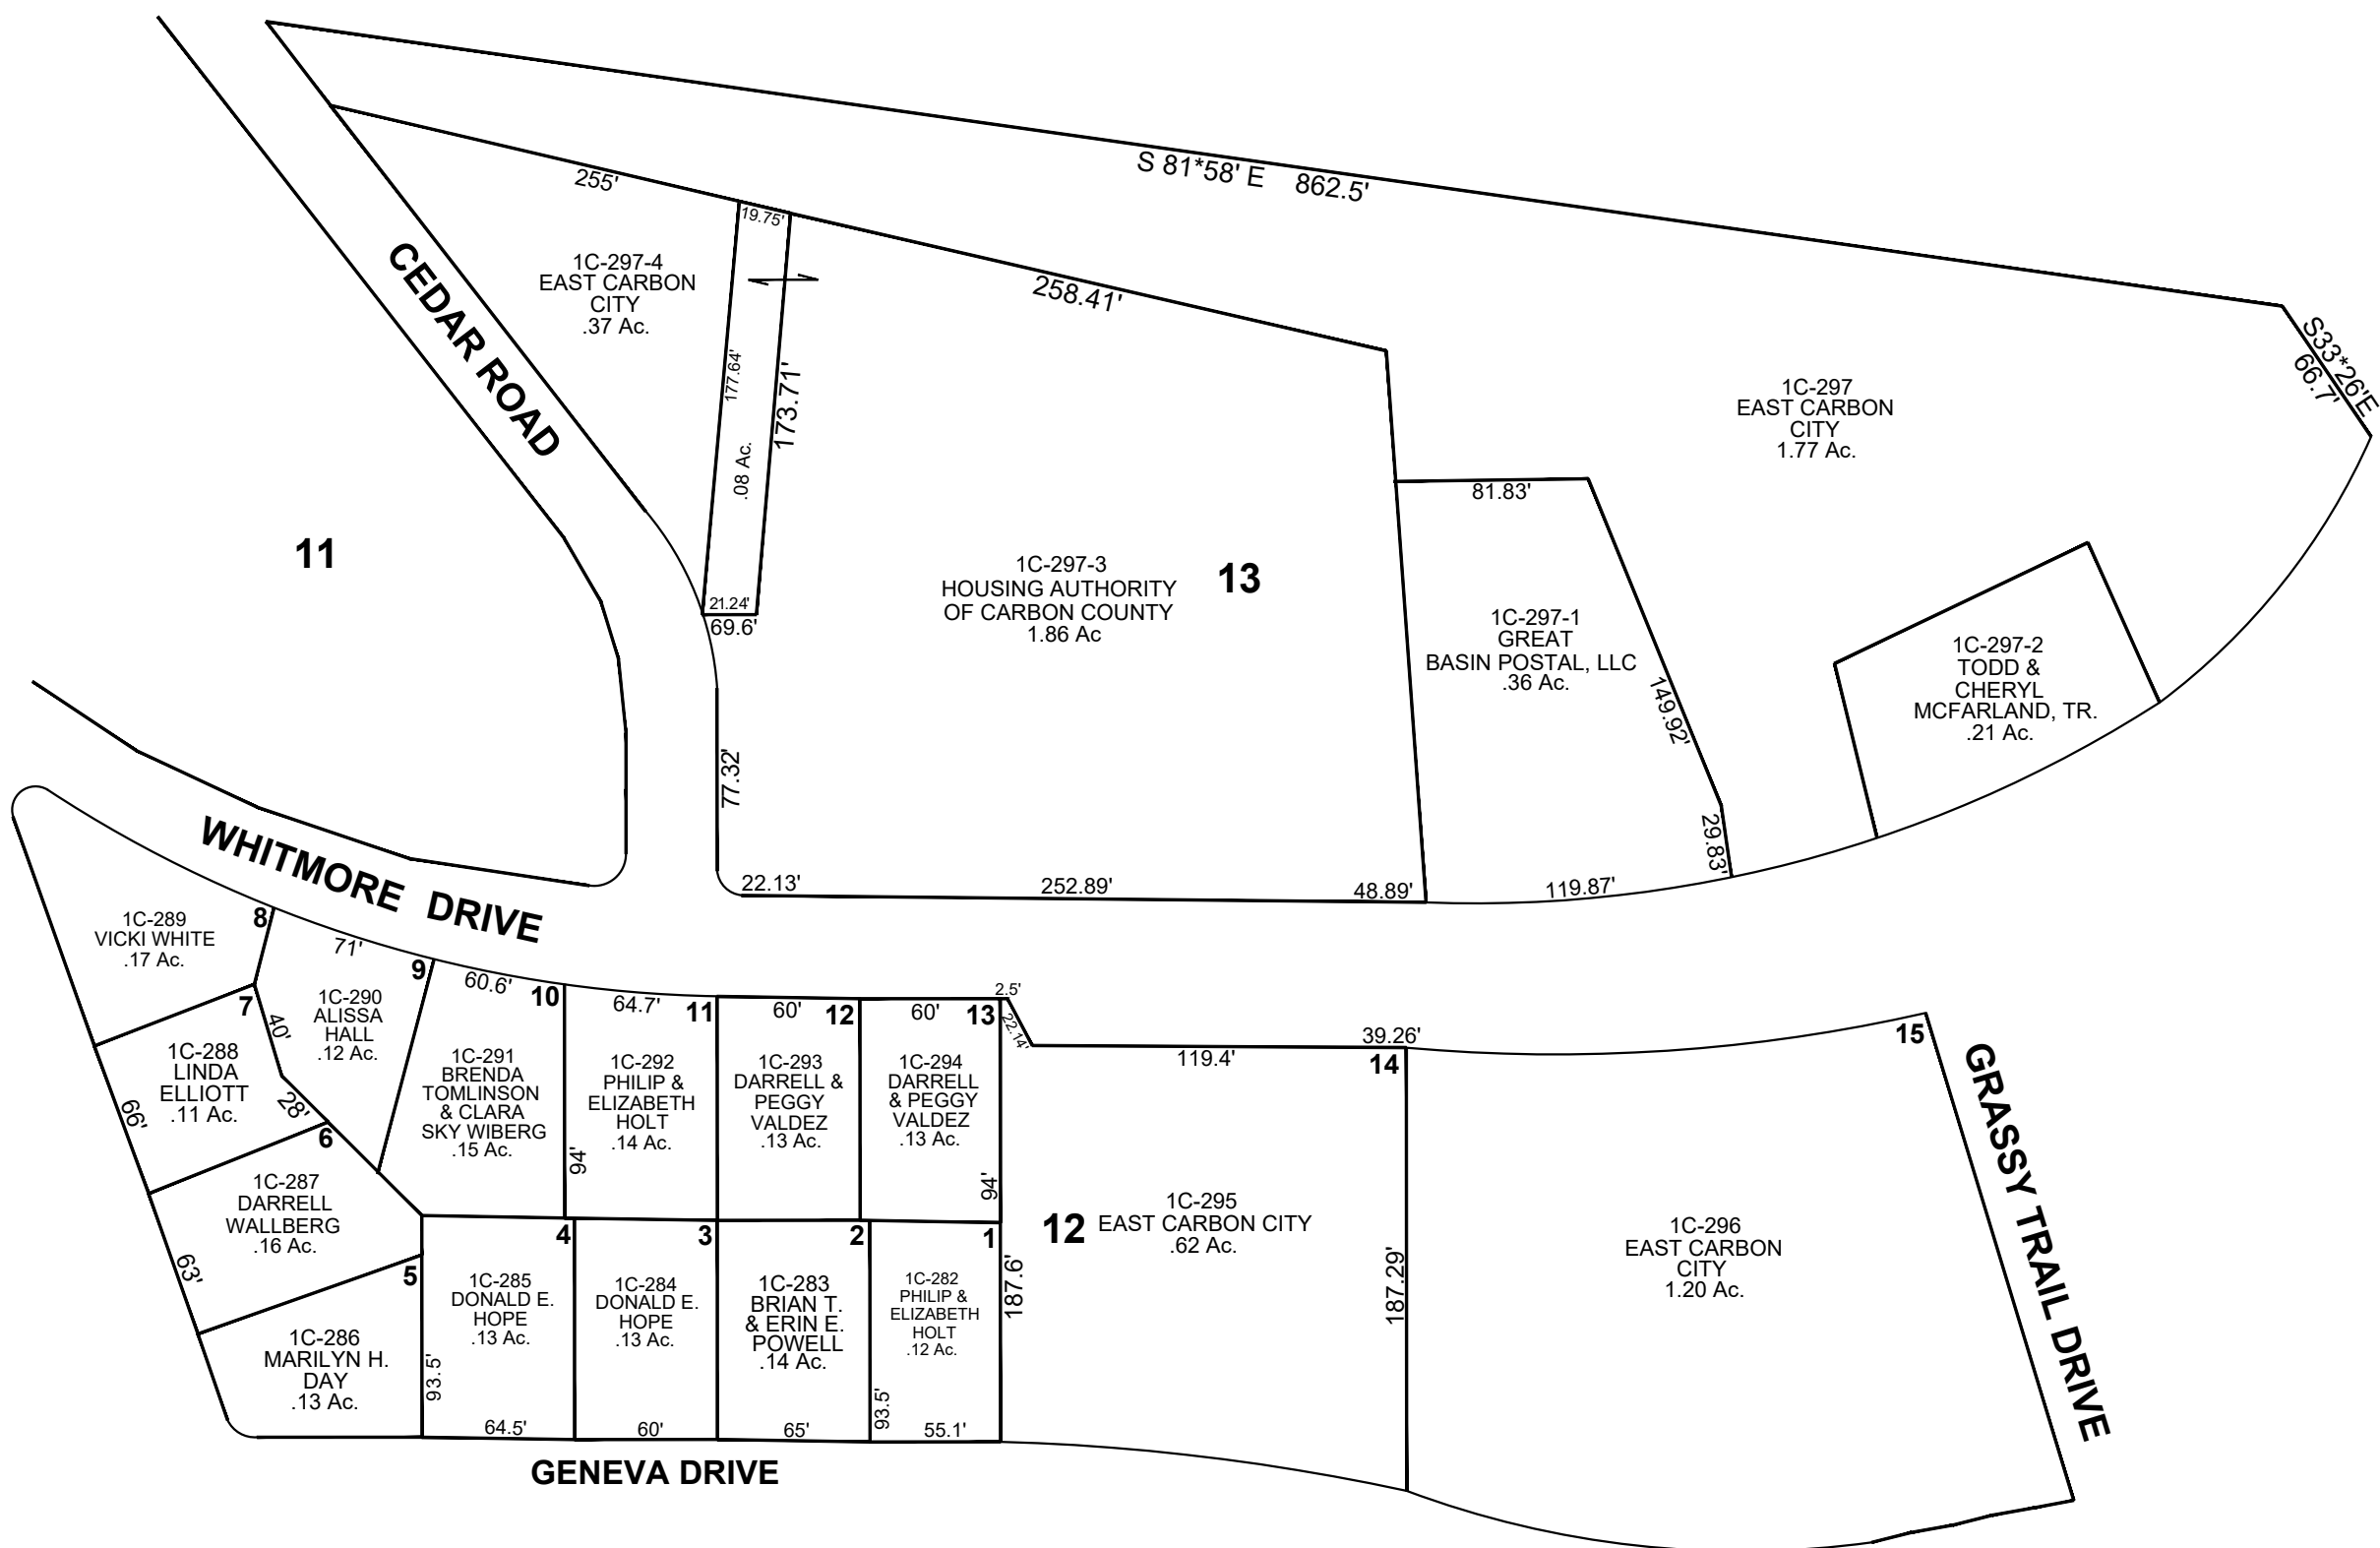 S 81*58' E 862.5'
255'
19.75'
258.41'
1C-297-4
EAST CARBON
CITY
.37 Ac.
CEDAR ROAD
177.64'
173.71'
.08 Ac.
21.24'
69.6'
S33*26'E
66.7'
1C-297
EAST CARBON
CITY
1.77 Ac.
81.83'
11
1C-297-3
HOUSING AUTHORITY
OF CARBON COUNTY
1.86 Ac
13
1C-297-1
GREAT
BASIN POSTAL, LLC
.36 Ac.
149.92'
29.83'
1C-297-2
TODD &
CHERYL
MCFARLAND, TR.
.21 Ac.
77.32'
22.13'
252.89'
48.89'
119.87'
WHITMORE DRIVE
1C-289
VICKI WHITE
.17 Ac.
8
71'
9
60.6'
10
64.7'
11
60'
12
60'
13
2.5'
22.14'
39.26'
119.4'
14
15
GRASSY TRAIL DRIVE
7
40'
1C-290
ALISSA
HALL
.12 Ac.
1C-288
LINDA
ELLIOTT
.11 Ac.
28'
66'
6
1C-291
BRENDA
TOMLINSON
& CLARA
SKY WIBERG
.15 Ac.
94'
1C-292
PHILIP &
ELIZABETH
HOLT
.14 Ac.
1C-293
DARRELL &
PEGGY
VALDEZ
.13 Ac.
1C-294
DARRELL
& PEGGY
VALDEZ
.13 Ac.
94'
1C-287
DARRELL
WALLBERG
.16 Ac.
63'
5
4
3
2
1
12
1C-295
EAST CARBON CITY
.62 Ac.
187.6'
187.29'
1C-296
EAST CARBON
CITY
1.20 Ac.
1C-286
MARILYN H.
DAY
.13 Ac.
93.5'
1C-285
DONALD E.
HOPE
.13 Ac.
1C-284
DONALD E.
HOPE
.13 Ac.
1C-283
BRIAN T.
& ERIN E.
POWELL
.14 Ac.
1C-282
PHILIP &
ELIZABETH
HOLT
.12 Ac.
93.5'
64.5'
60'
65'
55.1'
GENEVA DRIVE